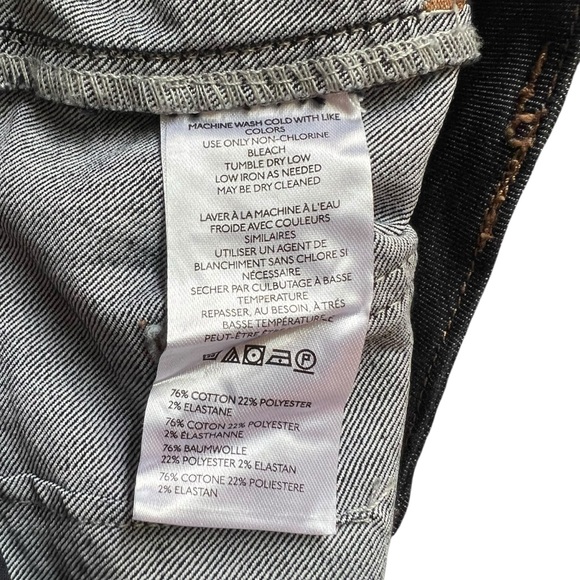 MACHINE WASH COLD WITH LIKE
COLORS
USE ONLY NON-CHLORINE
BLEACH
TUMBLE DRY LOW
LOW IRON AS NEEDED
MAY BE DRY CLEANED
LAVER À LA MACHINE À L'EAU
FROIDE AVEC COULEURS
SIMILAIRES
UTILISER UN AGENT DE
BLANCHIMENT SANS CHLORE SI
NÉCESSAIRE
SECHER PAR CULBUTAGE À BASSE
TEMPERATURE
REPASSER, AU BESOIN, À TRÈS
BASSE TEMPÉRATURE
PEUT-ÊTRE
P
76% COTTON 22% POLYESTER
2% ELASTANE
76% COTON 22% POLYESTER
2% ÉLASTHANNE
76% BAUMWOLLE
22% POLYESTER 2% ELASTAN
76% COTONE 22% POLIESTERE
2% ELASTAN